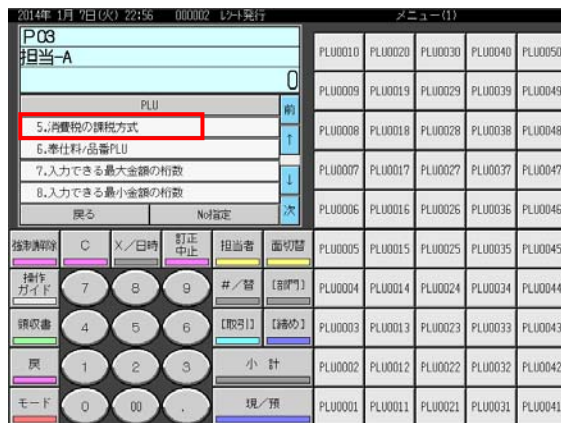 2014年 1月 7日(火) 22:56 000002 レシート発行 メニュー(1)
P03
担当-A
0
PLU 前
5.消費税の課税方式
6.奉仕料/品番PLU ↑
7.入力できる最大金額の桁数
8.入力できる最小金額の桁数 ↓
戻る No指定 次
PLU0010 PLU0020 PLU0030 PLU0040 PLU0050
PLU0009 PLU0019 PLU0029 PLU0039 PLU0049
PLU0008 PLU0018 PLU0028 PLU0038 PLU0048
PLU0007 PLU0017 PLU0027 PLU0037 PLU0047
PLU0006 PLU0016 PLU0026 PLU0036 PLU0046
強制解除 C ×/日時 訂正中止 担当者 面切替 PLU0005 PLU0015 PLU0025 PLU0035 PLU0045
操作ガイド 7 8 9 #/替 [部門] PLU0004 PLU0014 PLU0024 PLU0034 PLU0044
領収書 4 5 6 [取引] [締め] PLU0003 PLU0013 PLU0023 PLU0033 PLU0043
戻 1 2 3 小計 PLU0002 PLU0012 PLU0022 PLU0032 PLU0042
モード 0 00 . 現/預 PLU0001 PLU0011 PLU0021 PLU0031 PLU0041